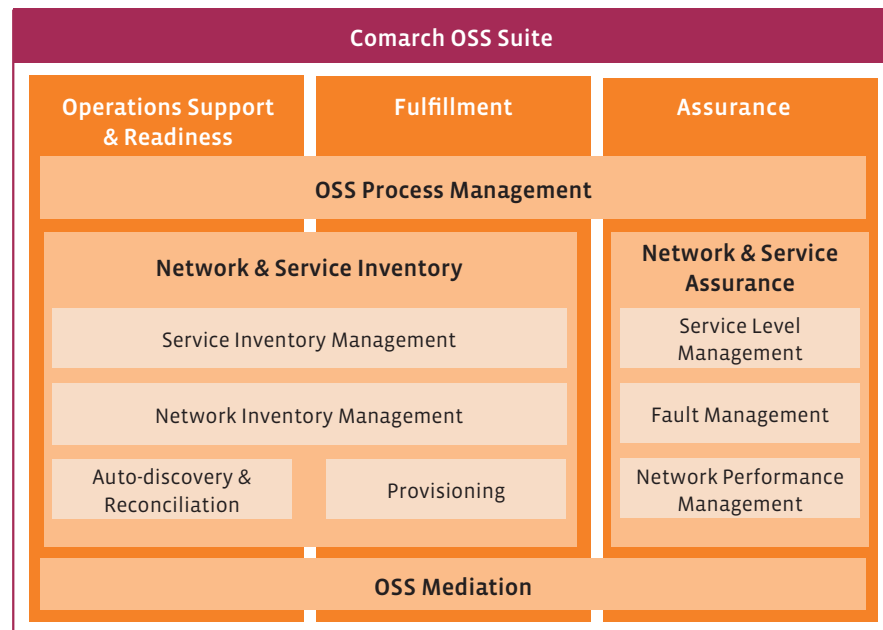 Comarch OSS Suite
Operations Support
& Readiness
Fulfillment
Assurance
OSS Process Management
Network & Service Inventory
Service Inventory Management
Network Inventory Management
Auto-discovery &
Reconciliation
Provisioning
Network & Service
Assurance
Service Level
Management
Fault Management
Network Performance
Management
OSS Mediation